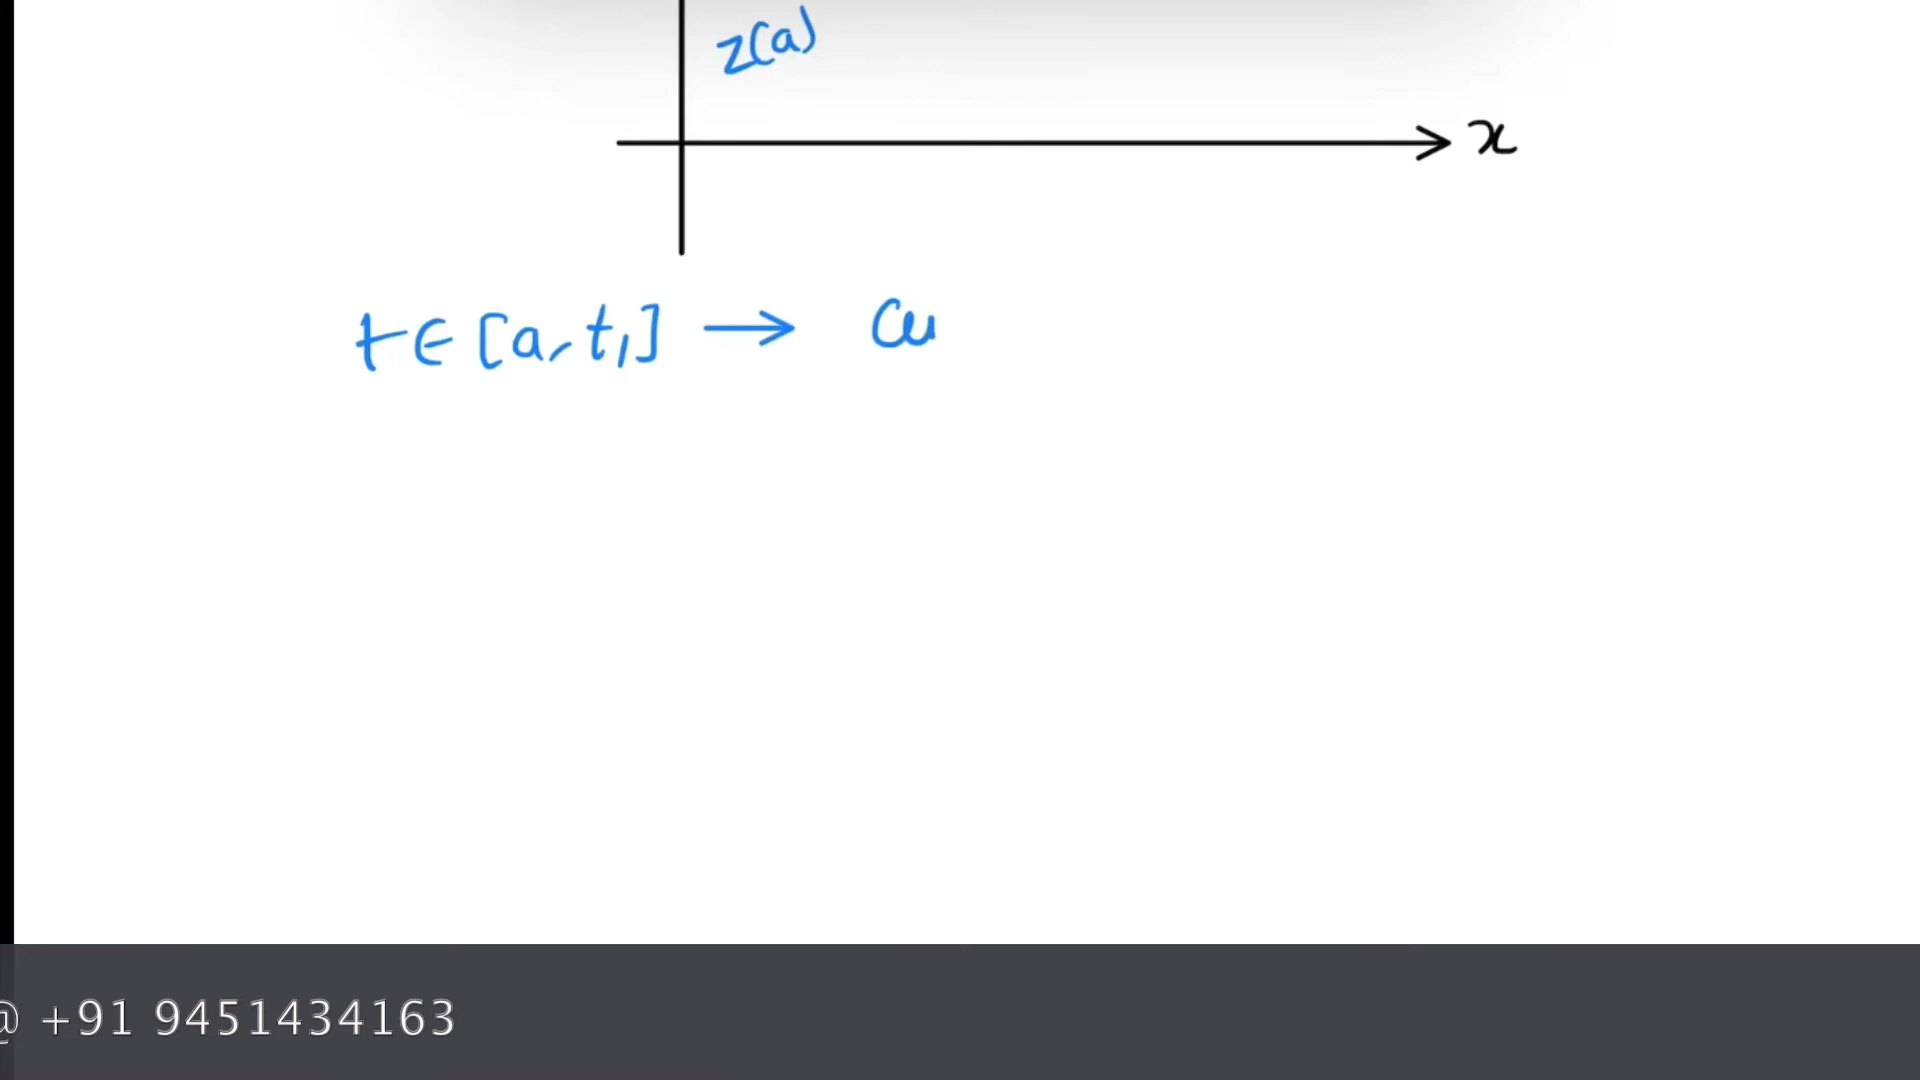 z(a)
x
t∈[a, t₁] → Cu
@ +91 9451434163